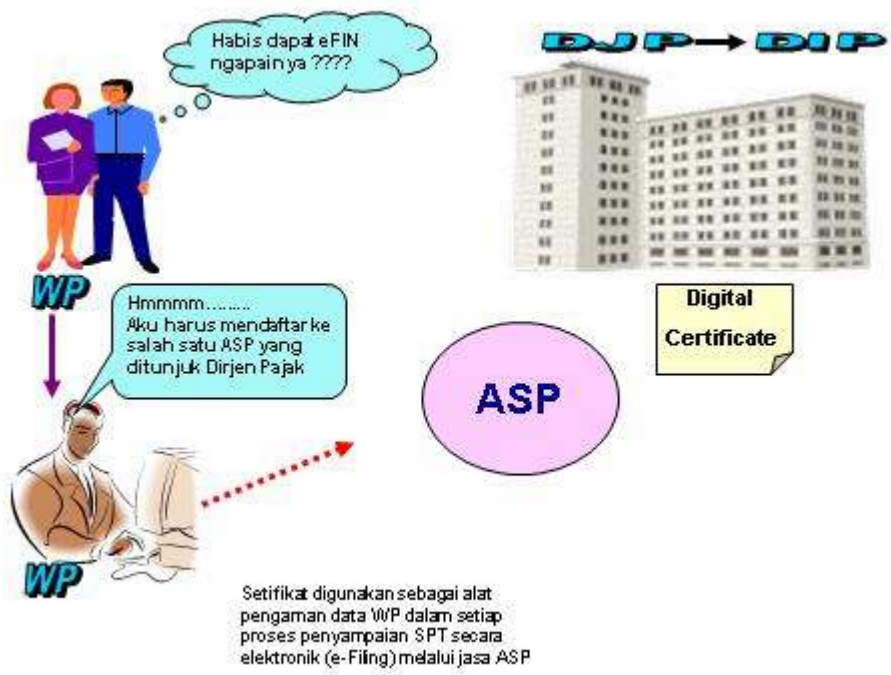 Habis dapat eFIN
ngapain ya ????
DJP DIP
WP
Hmmmm.........
Aku harus mendaftar ke
salah satu ASP yang
ditunjuk Dirjen Pajak
Digital
Certificate
ASP
WP
Setifikat digunakan sebagai alat
pengaman data WP dalam setiap
proses penyampaian SPT secara
elektronik (e-Filing) melalui jasa ASP